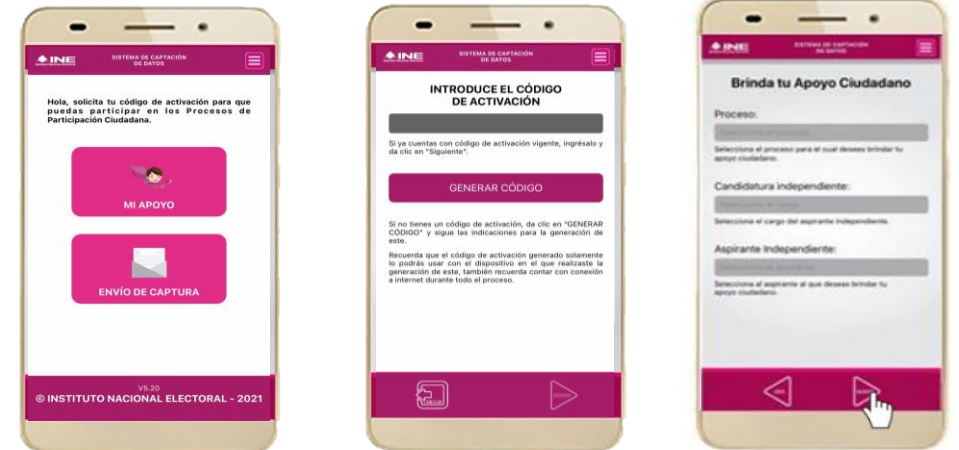 INE
SISTEMA DE CAPTACIÓN
DE DATOS
Hola, solicita tu código de activación para que
puedas participar en los Procesos de
Participación Ciudadana.
MI APOYO
ENVÍO DE CAPTURA
V5.20
© INSTITUTO NACIONAL ELECTORAL - 2021
INE
SISTEMA DE CAPTACIÓN
DE DATOS
INTRODUCE EL CÓDIGO
DE ACTIVACIÓN
Si ya cuentas con código de activación vigente, ingrésalo y
da clic en "Siguiente".
GENERAR CÓDIGO
Si no tienes un código de activación, da clic en "GENERAR
CÓDIGO" y sigue las indicaciones para la generación de
este.
Recuerda que el código de activación generado solamente
lo podrás usar con el dispositivo en el que realizaste la
generación de este, también recuerda contar con conexión
a internet durante todo el proceso.
INE
SISTEMA DE CAPTACIÓN
DE DATOS
Brinda tu Apoyo Ciudadano
Proceso:
Selecciona el proceso para el cual deseas brindar tu
apoyo ciudadano.
Candidatura independiente:
Selecciona el cargo del aspirante independiente.
Aspirante Independiente:
Selecciona al aspirante al que deseas brindar tu
apoyo ciudadano.